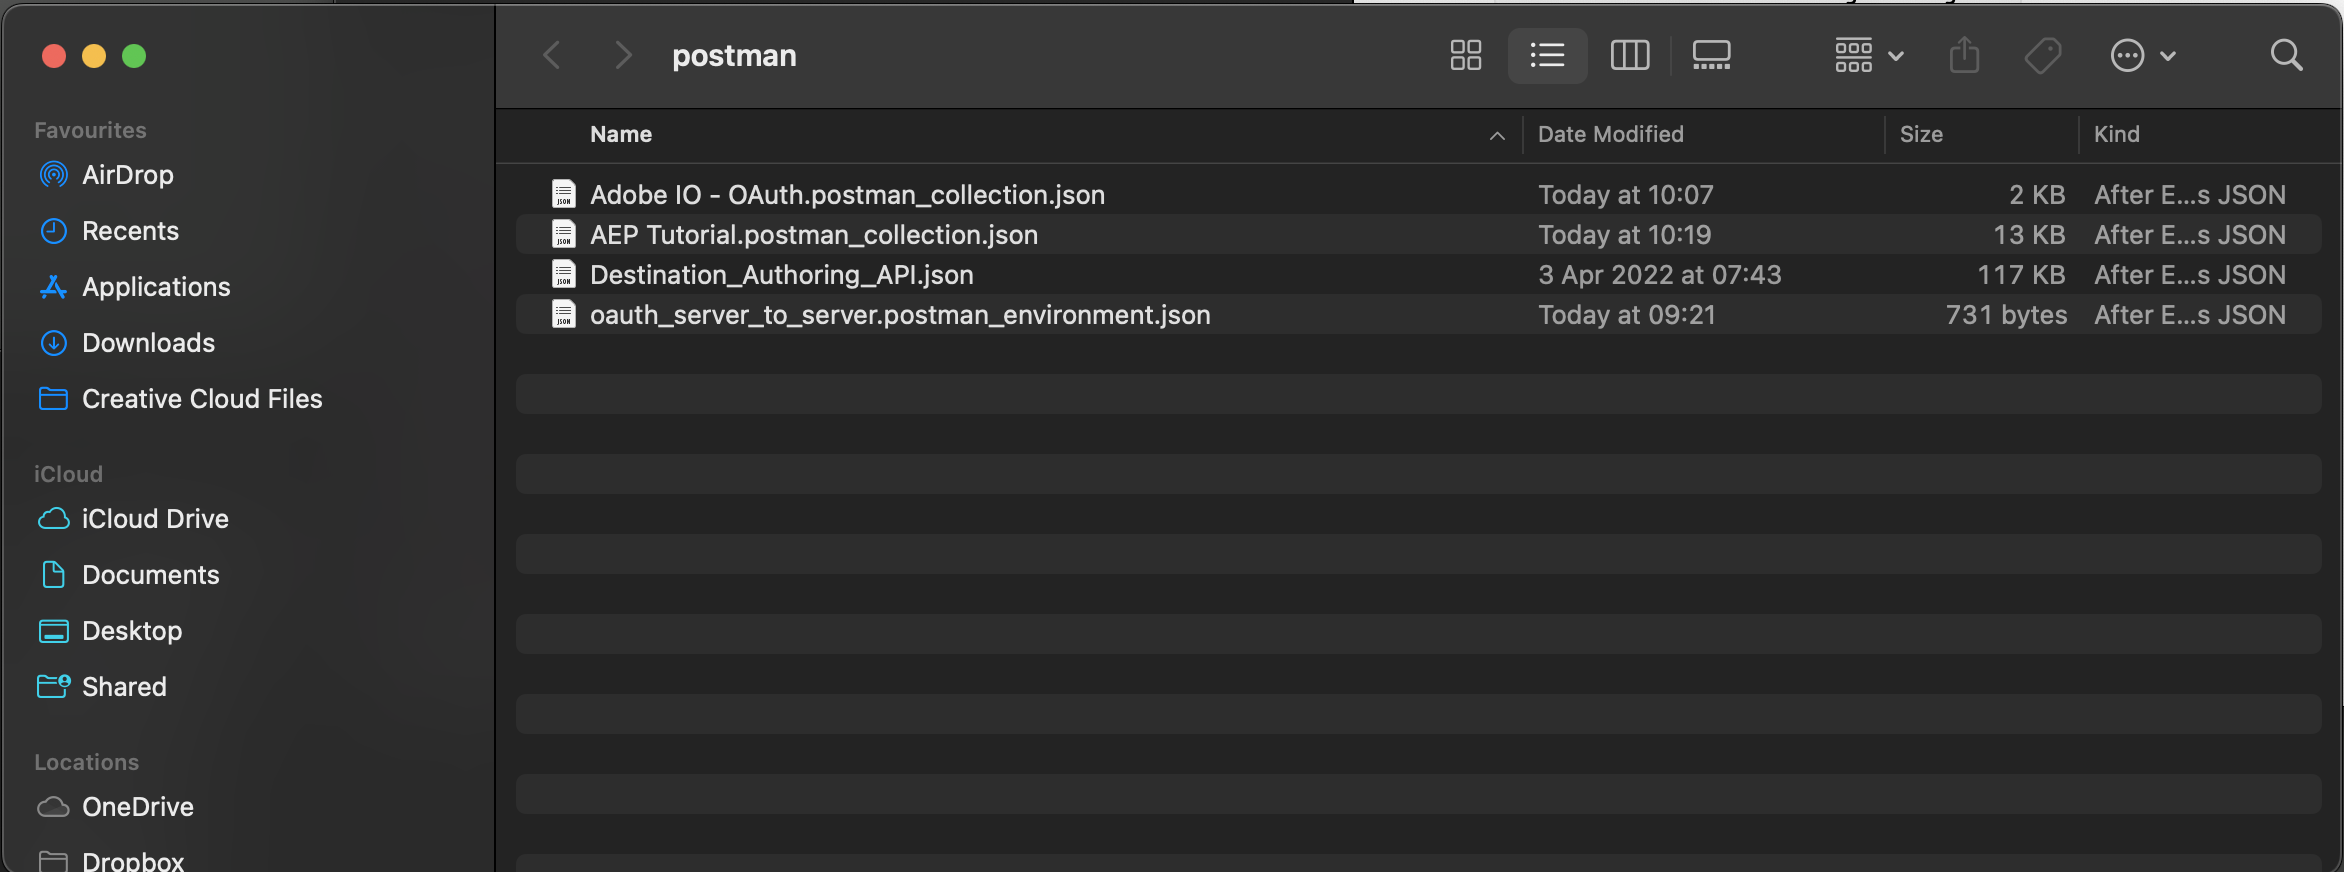 postman
Favourites
AirDrop
Recents
Applications
Downloads
Creative Cloud Files
iCloud
iCloud Drive
Documents
Desktop
Shared
Locations
OneDrive
Dropbox
Name Date Modified Size Kind
Adobe IO - OAuth.postman_collection.json Today at 10:07 2 KB After E...s JSON
AEP Tutorial.postman_collection.json Today at 10:19 13 KB After E...s JSON
Destination_Authoring_API.json 3 Apr 2022 at 07:43 117 KB After E...s JSON
oauth_server_to_server.postman_environment.json Today at 09:21 731 bytes After E...s JSON